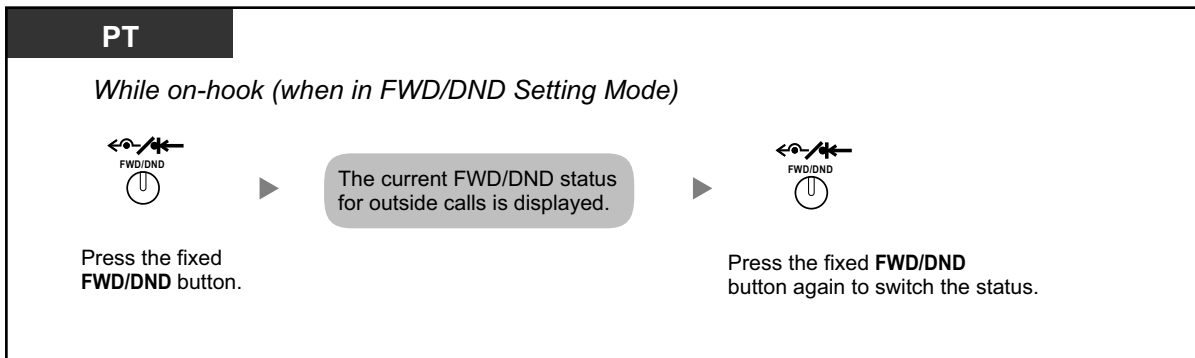 PT
While on-hook (when in FWD/DND Setting Mode)
FWD/DND
The current FWD/DND status
for outside calls is displayed.
FWD/DND
Press the fixed
FWD/DND button.
Press the fixed FWD/DND
button again to switch the status.